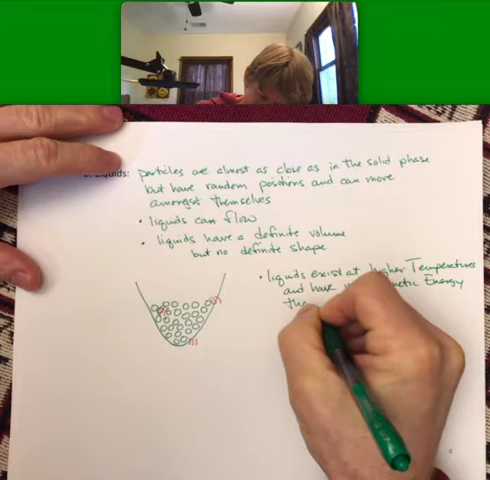 Liquids: particles are almost as close as in the solid phase
but have random positions and can move
amongst themselves
• liquids can flow
• liquids have a definite volume
but no definite shape
• liquids exist at higher Temperatures
and have Energy